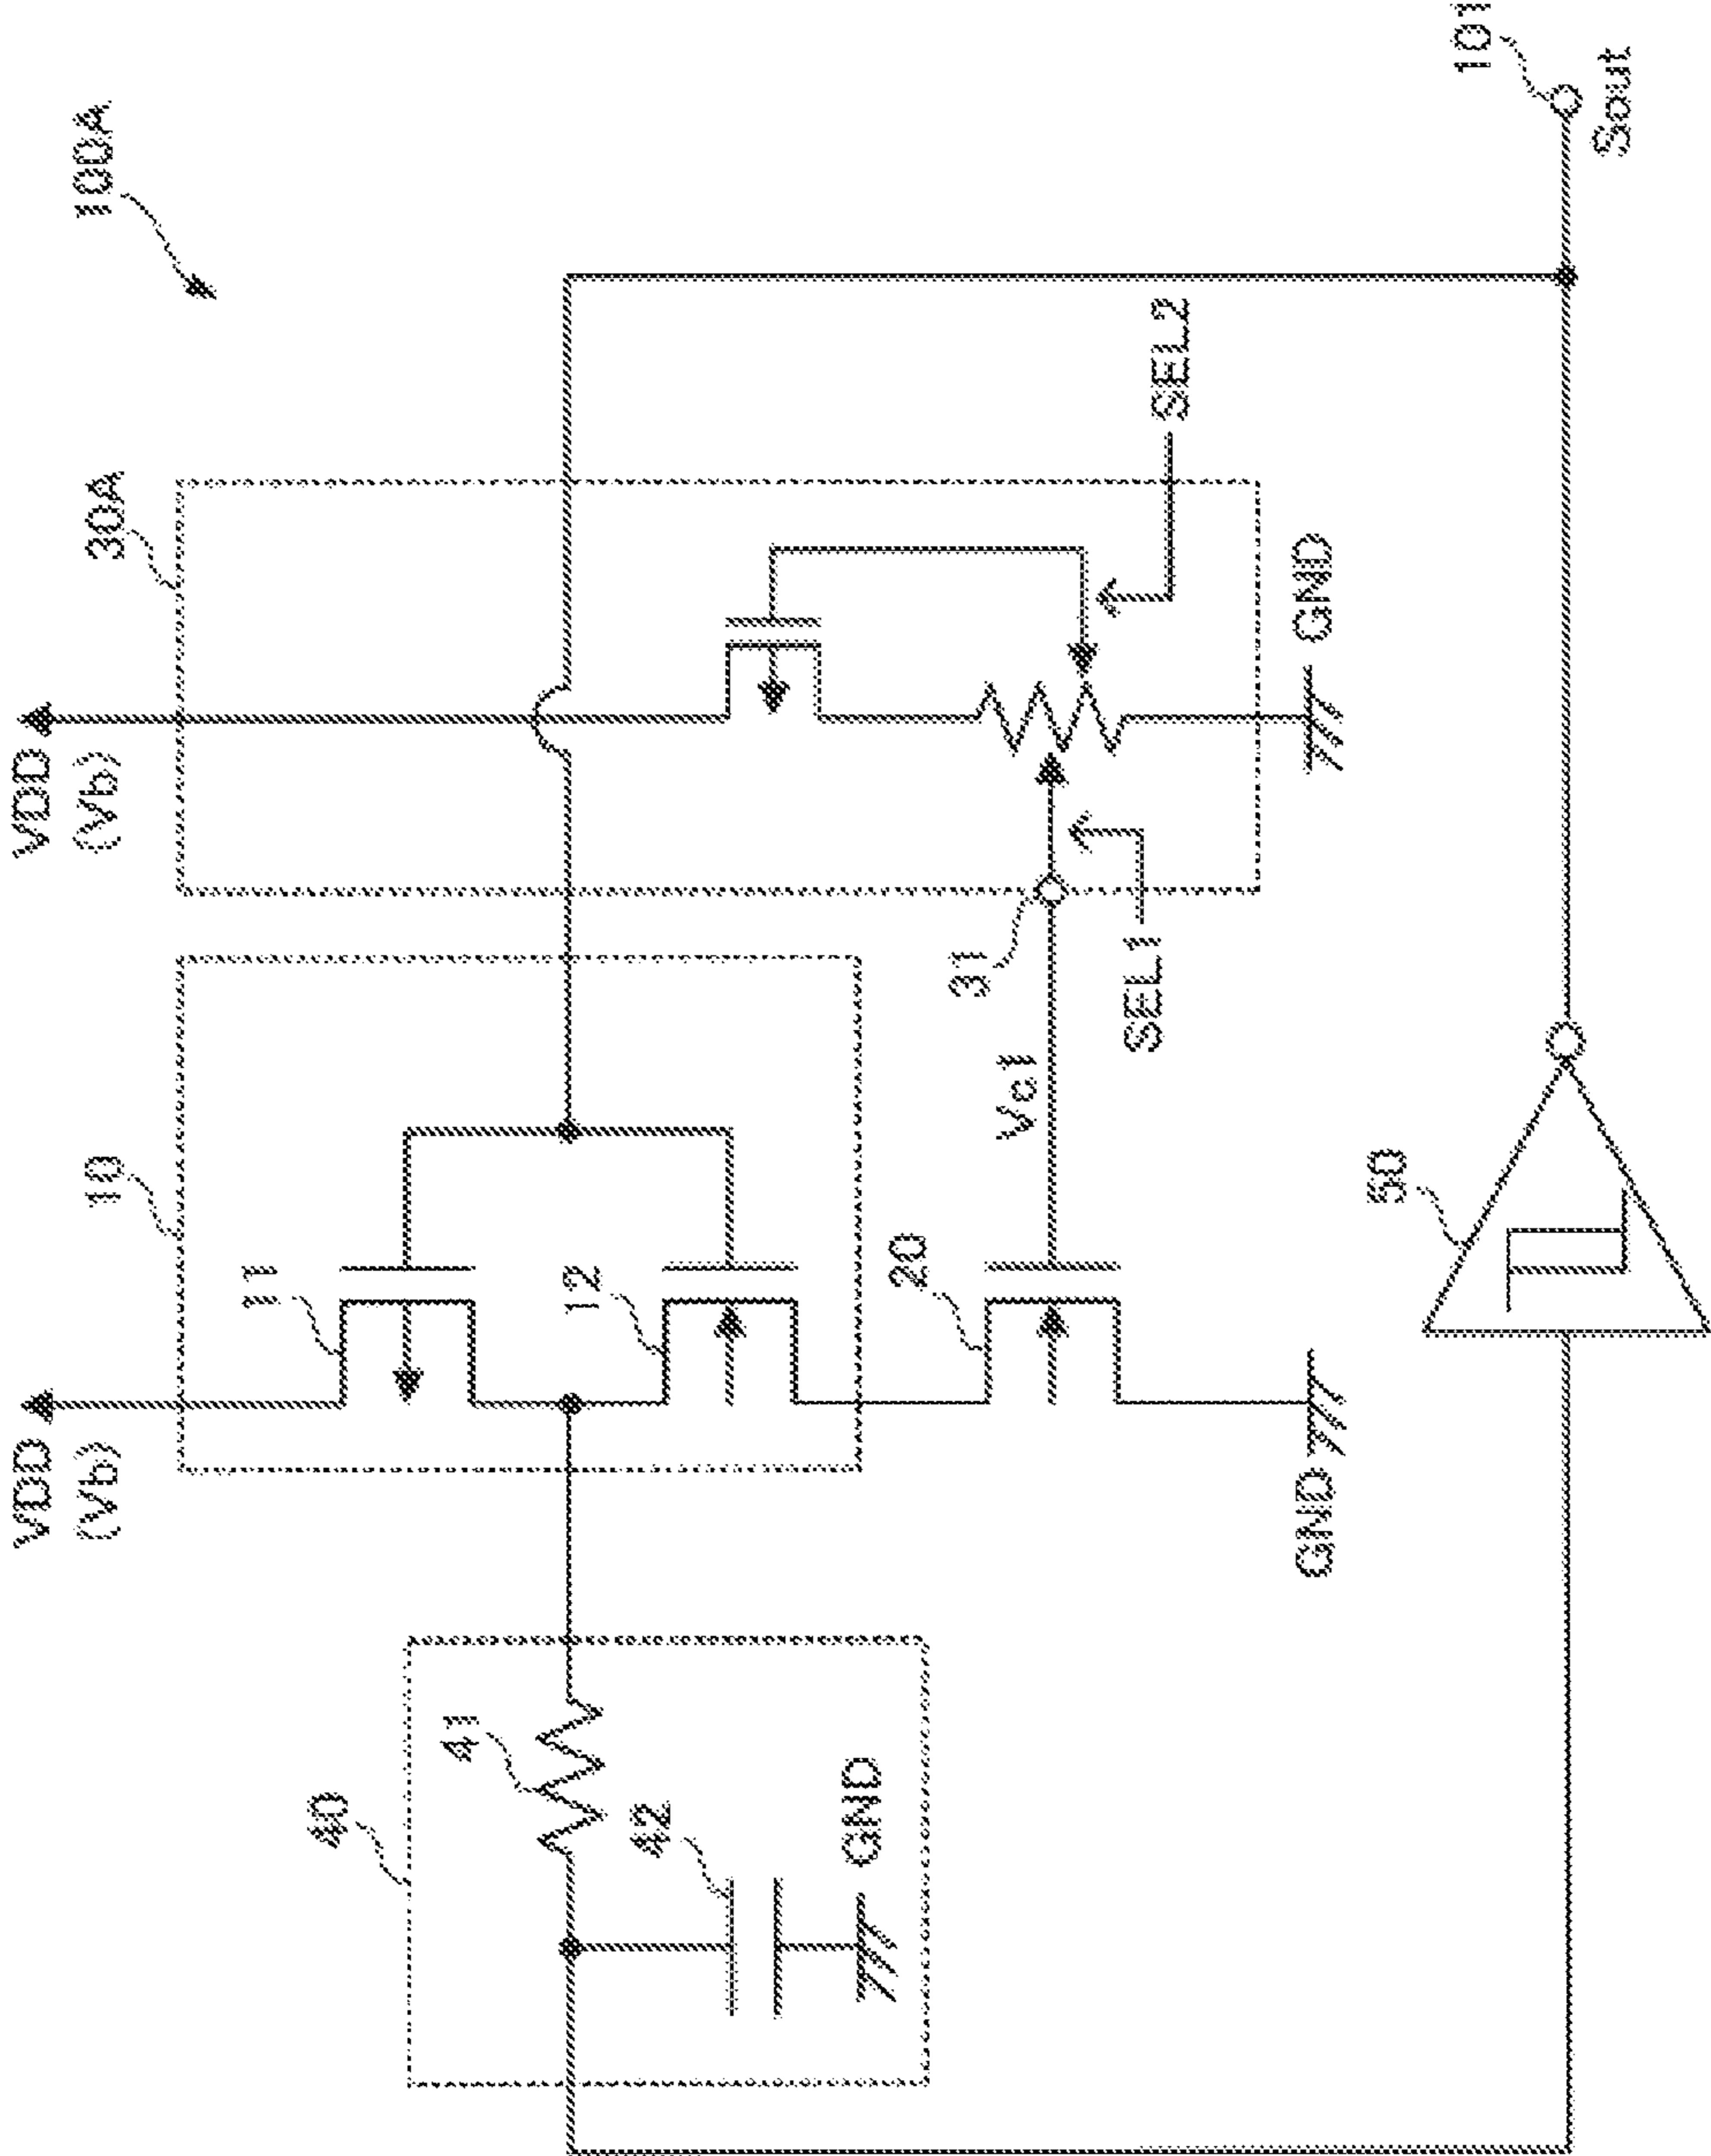 VDD
(Vb)
VDD
(Vb)
100A
10
30A
11
40
41
12
42
GND
20
31
Vc1
SEL1
SEL2
GND
GND
50
101
Sout